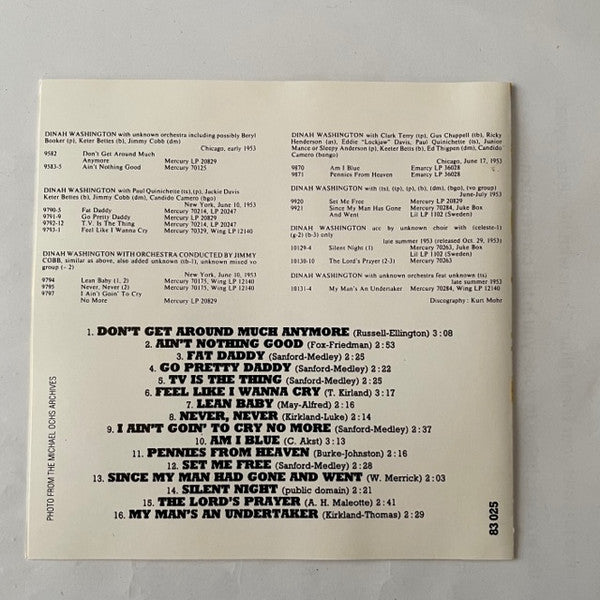 DINAH WASHINGTON with unknown orchestra including possibly Beryl
Booker (p), Keter Bettes (b), Jimmy Cobb (dm)
Chicago, early 1953
9582 Don't Get Around Much
Anymore Mercury LP 20829
9583-5 Ain't Nothing Good Mercury 70125
DINAH WASHINGTON with Paul Quinichette (ts), (p), Jackie Davis
Keter Betties (b), Jimmy Cobb (dm), Candido Camero (bongo)
New York, June 10, 1953
9790-5 Fat Daddy Mercury 70214, LP 20247
9791-9 Go Pretty Daddy Mercury LP 20829
9792-12 T.V. Is The Thing Mercury 70214, LP 20247
9793-1 Feel Like I Wanna Cry Mercury 70329, Wing LP 12140
DINAH WASHINGTON WITH ORCHESTRA CONDUCTED BY JIMMY
COBB, similar as above, also added unknown (tb-1), unknown mixed vo
group (-2)
New York, June 10, 1953
9794 Lean Baby (1, 2) Mercury 70175, Wing LP 12140
9795 Never, Never (2) Mercury 70175, Wing LP 12140
9797 I Ain't Goin' To Cry
No More Mercury LP 20829
DINAH WASHINGTON with Clark Terry (tp), Gus Chappell (tb), Ricky
Henderson (as), Eddie "Lockjaw" Davis, Paul Quinichette (ts), Junior
Mance or Sleepy Anderson (p), Keeter Betts (b), Ed Thigpen (dm), Candido
Camero (bango)
Chicago, June 17, 1953
9870 Am I Blue Emarcy LP 36028
9871 Pennies From Heaven Emarcy LP 36028
DINAH WASHINGTON with (ts), (tp), (p), (b), (dm), (bgo), (vo group)
June-July 1953
9920 Set Me Free Mercury LP 20829
9921 Since My Man Has Gone Mercury 70284, Juke Box
And Went Lil LP 1102 (Sweden)
DINAH WASHINGTON acc by unknown choir with (celeste-1)
(g-2) (b-3) only
late summer 1953 (released Oct. 29, 1953)
10129-4 Silent Night (1) Mercury 70263, Juke Box
Lil LP 1102 (Sweden)
10130-10 The Lord's Prayer (2-3) Mercury 70263
DINAH WASHINGTON with unknown orchestra feat unknown (ts)
late summer 1953
10131-4 My Man's An Undertaker Mercury 70284, Wing LP 12140
Discography: Kurt Mohr
1. DON'T GET AROUND MUCH ANYMORE (Russell-Ellington) 3:08
2. AIN'T NOTHING GOOD (Fox-Friedman) 2:53
3. FAT DADDY (Sanford-Medley) 2:25
4. GO PRETTY DADDY (Sanford-Medley) 2:22
5. TV IS THE THING (Sanford-Medley) 2:25
6. FEEL LIKE I WANNA CRY (T. Kirland) 3:17
7. LEAN BABY (May-Alfred) 2:16
8. NEVER, NEVER (Kirkland-Luke) 2:14
9. I AIN'T GOIN' TO CRY NO MORE (Sanford-Medley) 2:37
10. AM I BLUE (C. Akst) 3:13
11. PENNIES FROM HEAVEN (Burke-Johnston) 2:16
12. SET ME FREE (Sanford-Medley) 2:28
13. SINCE MY MAN HAD GONE AND WENT (W. Merrick) 2:03
14. SILENT NIGHT (public domain) 2:21
15. THE LORD'S PRAYER (A. H. Maleotte) 2:41
16. MY MAN'S AN UNDERTAKER (Kirkland-Thomas) 2:29
PHOTO FROM THE MICHAEL OCHS ARCHIVES
83 025